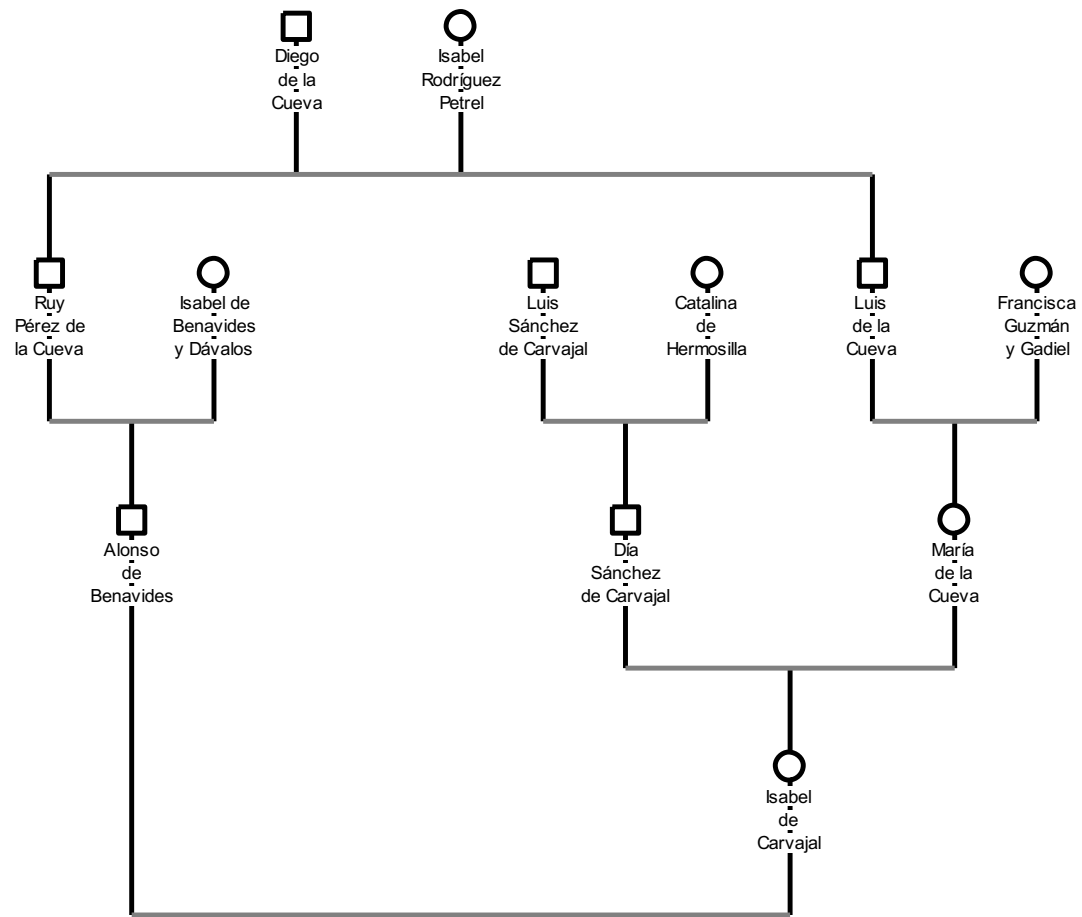 Diego
de la
Cueva
Isabel
Rodríguez
Petrel
Ruy
Pérez de
la Cueva
Isabel de
Benavides
y Dávalos
Luis
Sánchez
de Carvajal
Catalina
de
Hermosilla
Luis
de la
Cueva
Francisca
Guzmán
y Gadiel
Alonso
de
Benavides
Día
Sánchez
de Carvajal
María
de la
Cueva
Isabel
de
Carvajal